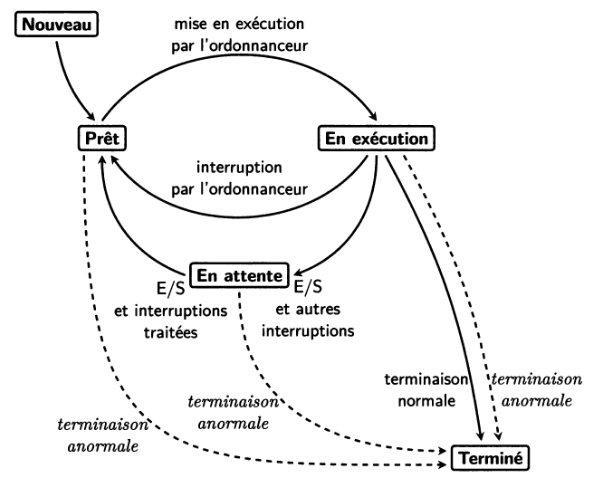 Nouveau
mise en exécution
par l'ordonnanceur
Prêt
En exécution
interruption
par l'ordonnanceur
En attente
E/S
et interruptions
traitées
E/S
et autres
interruptions
terminaison
normale
terminaison
anormale
terminaison
anormale
terminaison
anormale
Terminé